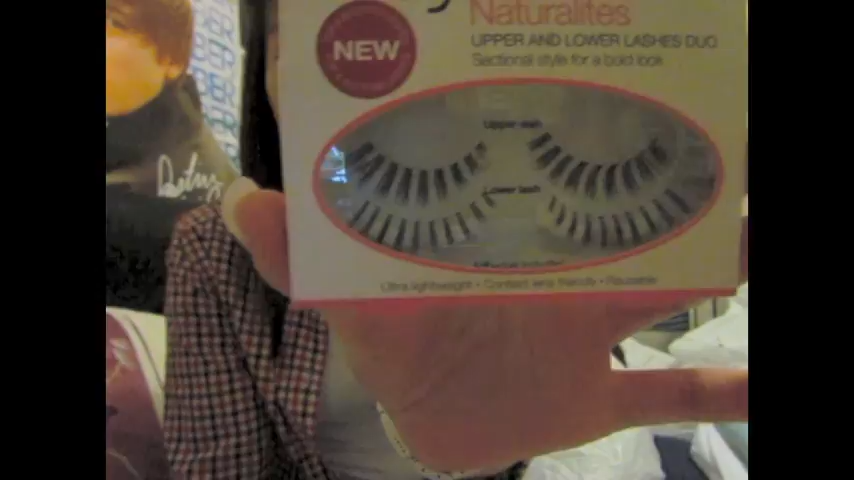 Naturalites
NEW
UPPER AND LOWER LASHES DUO
Sectional style for a bold look
Upper lash
Lower lash
Ultra lightweight • Contact lens friendly • Reusable